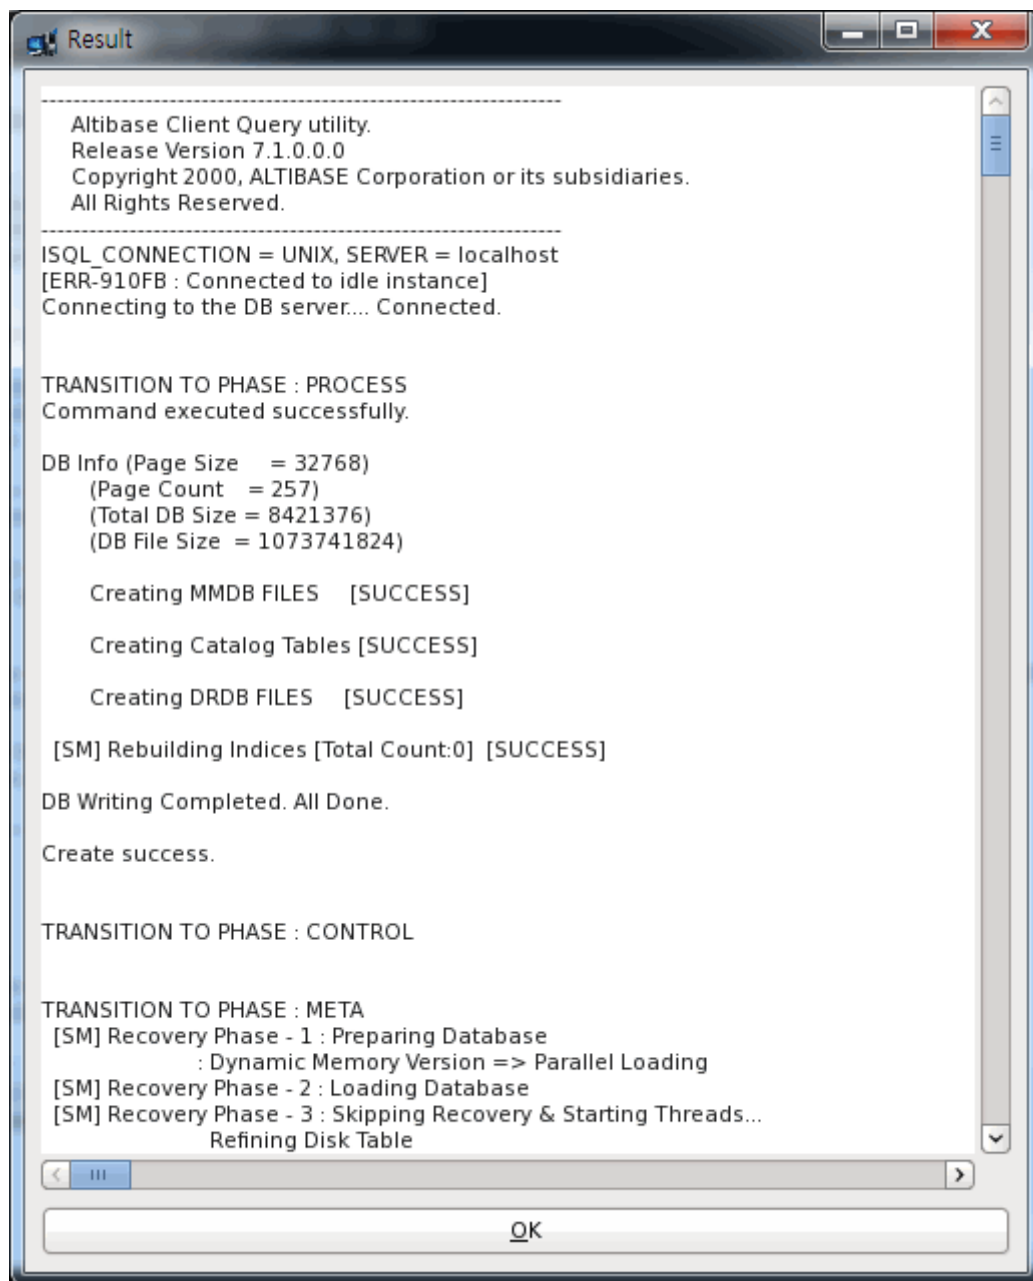 Result
-----------------------------------------------------------------
Altibase Client Query utility.
Release Version 7.1.0.0.0
Copyright 2000, ALTIBASE Corporation or its subsidiaries.
All Rights Reserved.
-----------------------------------------------------------------
ISQL_CONNECTION = UNIX, SERVER = localhost
[ERR-910FB : Connected to idle instance]
Connecting to the DB server.... Connected.
TRANSITION TO PHASE : PROCESS
Command executed successfully.
DB Info (Page Size     = 32768)
(Page Count   = 257)
(Total DB Size = 8421376)
(DB File Size  = 1073741824)
Creating MMDB FILES     [SUCCESS]
Creating Catalog Tables [SUCCESS]
Creating DRDB FILES     [SUCCESS]
[SM] Rebuilding Indices [Total Count:0]  [SUCCESS]
DB Writing Completed. All Done.
Create success.
TRANSITION TO PHASE : CONTROL
TRANSITION TO PHASE : META
[SM] Recovery Phase - 1 : Preparing Database
: Dynamic Memory Version => Parallel Loading
[SM] Recovery Phase - 2 : Loading Database
[SM] Recovery Phase - 3 : Skipping Recovery & Starting Threads...
Refining Disk Table
OK